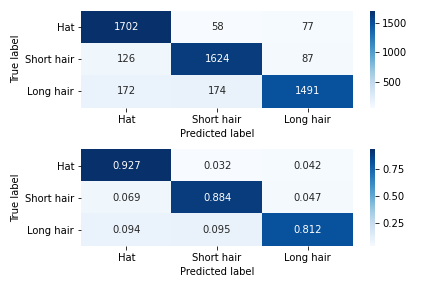 True label
Hat 1702 58 77
Short hair 126 1624 87
Long hair 172 174 1491
Hat Short hair Long hair
Predicted label
1500
1000
500
True label
Hat 0.927 0.032 0.042
Short hair 0.069 0.884 0.047
Long hair 0.094 0.095 0.812
Hat Short hair Long hair
Predicted label
0.75
0.50
0.25